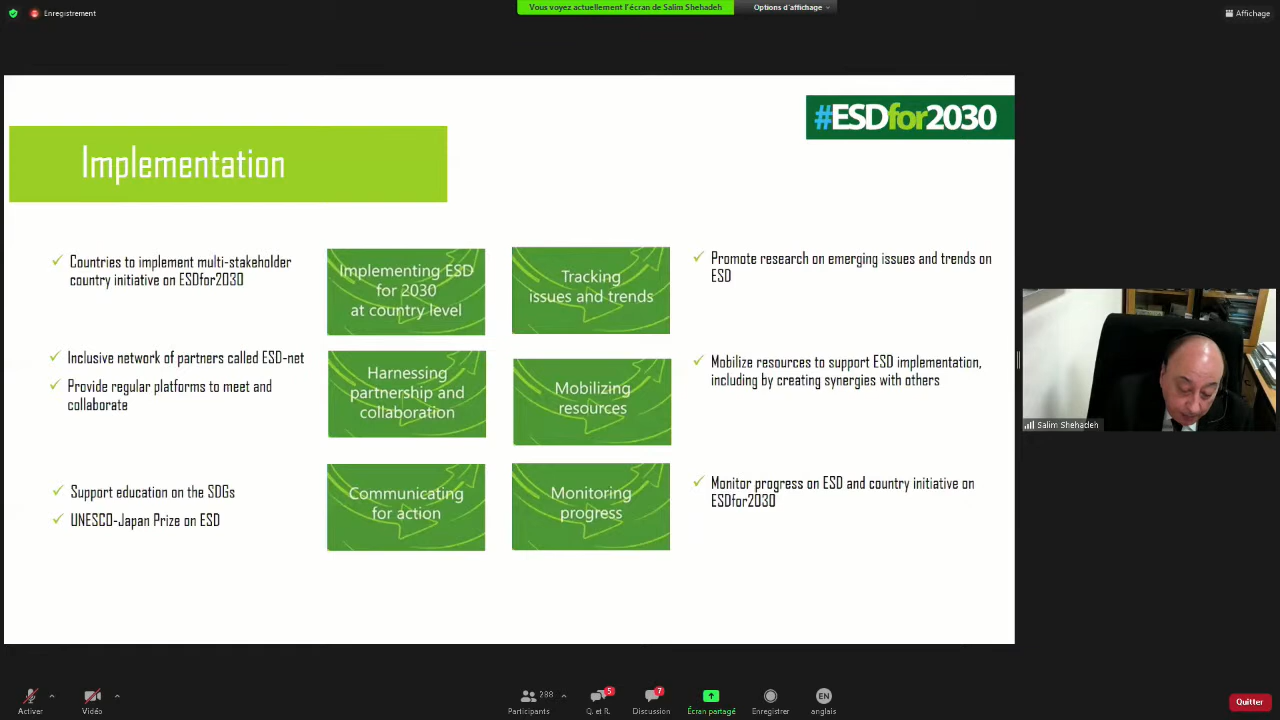 Enregistrement
Vous voyez actuellement l'écran de Salim Shehadeh
Options d'affichage
Affichage
#ESDfor2030
Implementation
Countries to implement multi-stakeholder
country initiative on ESDfor2030
Implementing ESD
for 2030
at country level
Tracking
issues and trends
Promote research on emerging issues and trends on
ESD
Inclusive network of partners called ESD-net
Provide regular platforms to meet and
collaborate
Harnessing
partnership and
collaboration
Mobilizing
resources
Mobilize resources to support ESD implementation,
including by creating synergies with others
Salim Shehadeh
Support education on the SDGs
UNESCO-Japan Prize on ESD
Communicating
for action
Monitoring
progress
Monitor progress on ESD and country initiative on
ESDfor2030
Activer
Vidéo
288
Participants
5
Q. et R.
7
Discussion
Écran partagé
Enregistrer
EN
anglais
Quitter